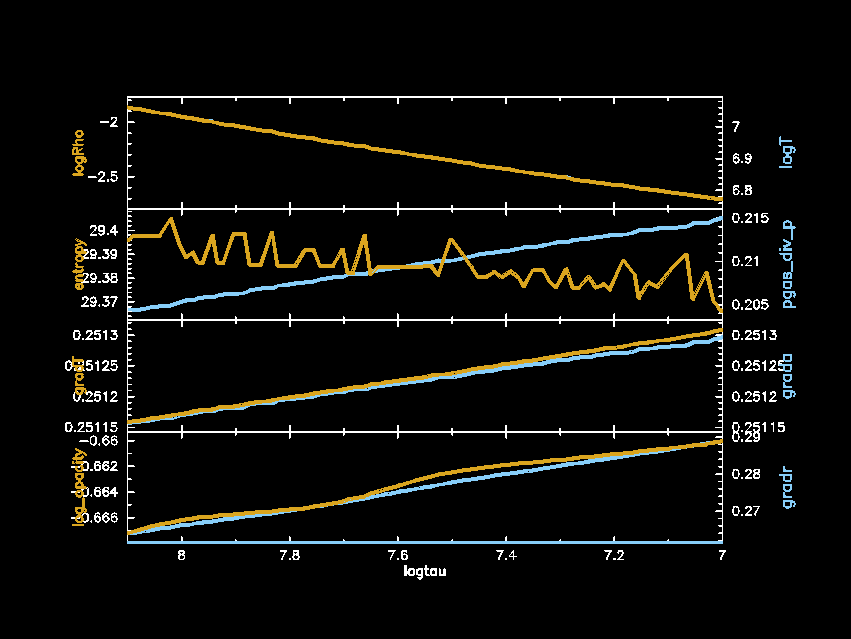 logRho
-2
-2.5
7
6.9
6.8
logT
entropy
29.4
29.39
29.38
29.37
0.215
0.21
0.205
pgas_div_p
gradT
0.2513
0.25125
0.2512
0.25115
0.2513
0.25125
0.2512
0.25115
grada
log_opacity
-0.66
-0.662
-0.664
-0.666
0.29
0.28
0.27
gradr
8 7.8 7.6 7.4 7.2 7
logtau